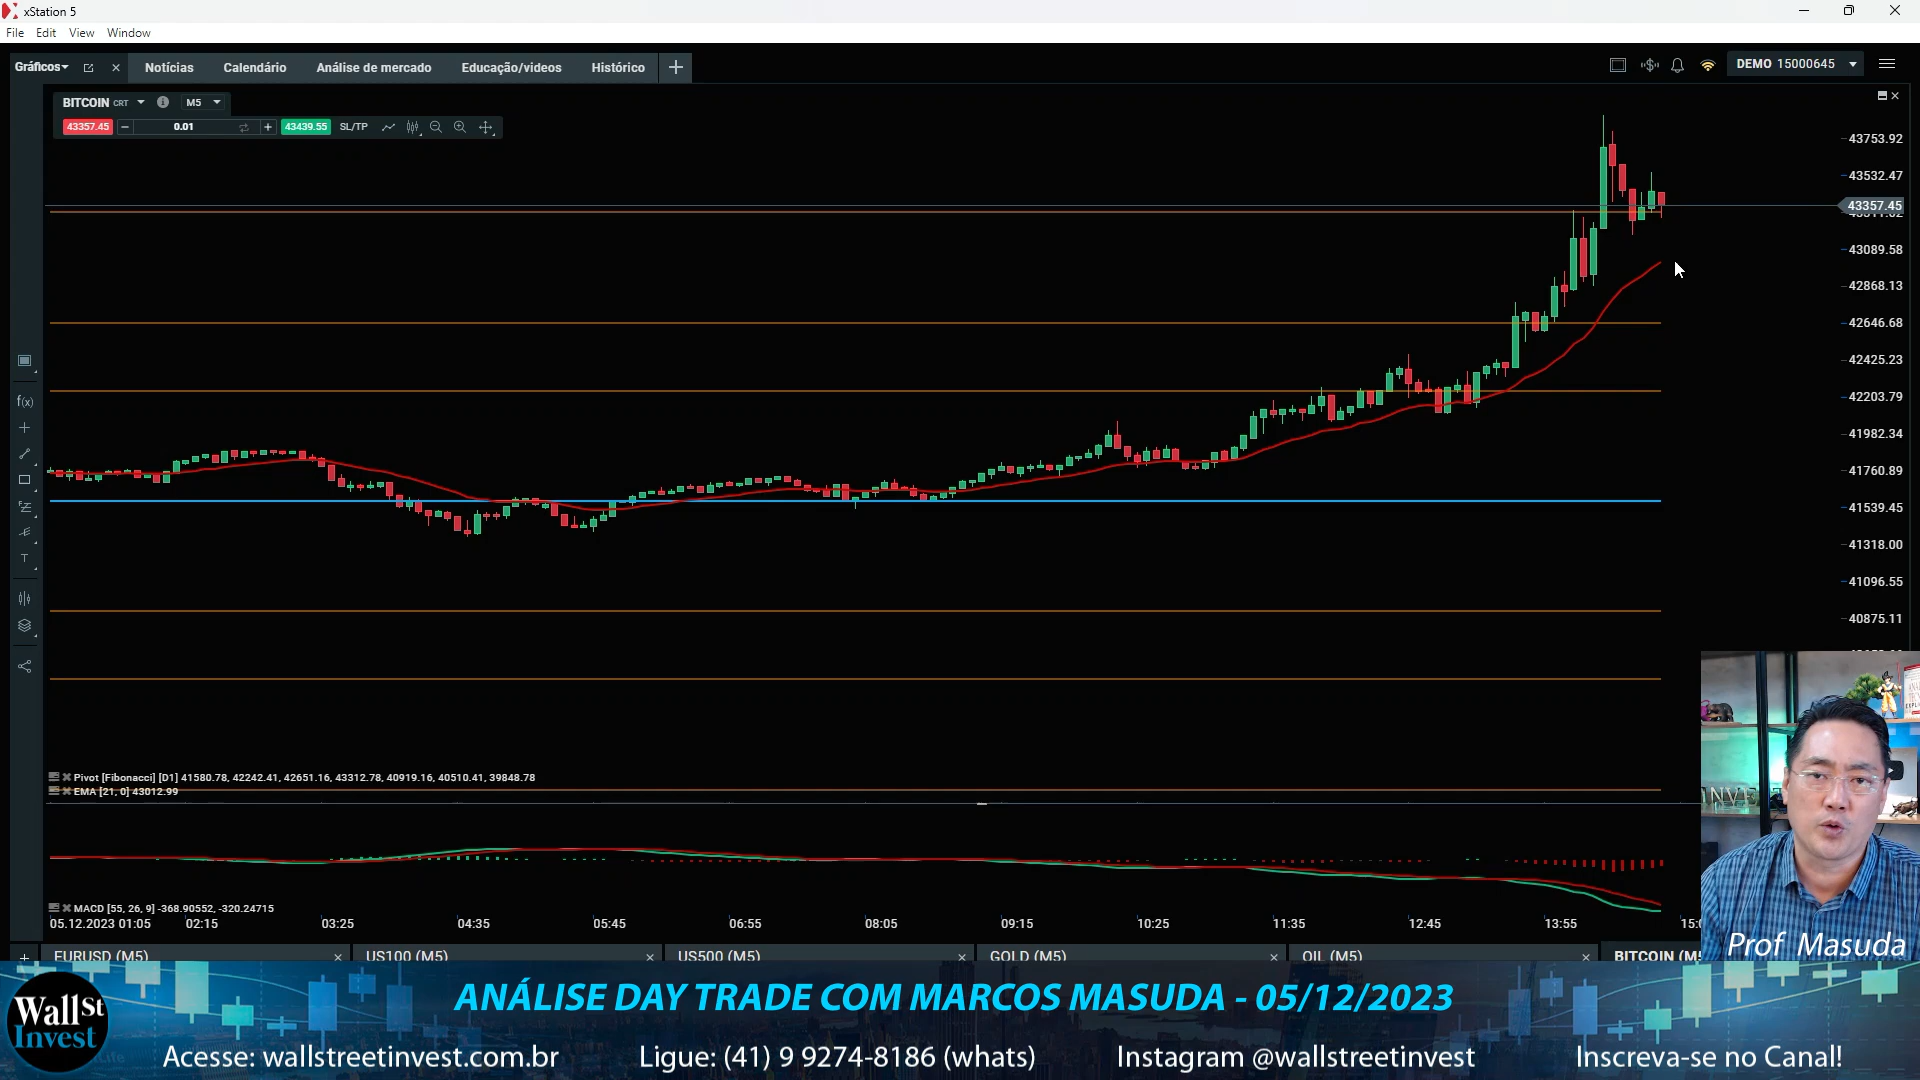 xStation 5
File Edit View Window
Gráficos Notícias Calendário Análise de mercado Educação/videos Histórico DEMO 15000645
BITCOIN CRT M5
43357.45 0.01 43439.55 SL/TP
43753.92
43532.47
43357.45
43089.58
42868.13
42646.68
42425.23
42203.79
41982.34
41760.89
41539.45
41318.00
41096.55
40875.11
f(x)
T
Pivot [Fibonacci] [D1] 41580.78, 42242.41, 42651.16, 43312.78, 40919.16, 40510.41, 39848.78
EMA [21, 0] 43012.99
MACD [55, 26, 9] -368.90552, -320.24715
05.12.2023 01:05 02:15 03:25 04:35 05:45 06:55 08:05 09:15 10:25 11:35 12:45 13:55
EURUSD (M5) US100 (M5) US500 (M5) GOLD (M5) OIL (M5) BITCOIN (M5
Prof Masuda
ANÁLISE DAY TRADE COM MARCOS MASUDA - 05/12/2023
Wall St
Invest
Acesse: wallstreetinvest.com.br Ligue: (41) 9 9274-8186 (whats) Instagram @wallstreetinvest Inscreva-se no Canal!